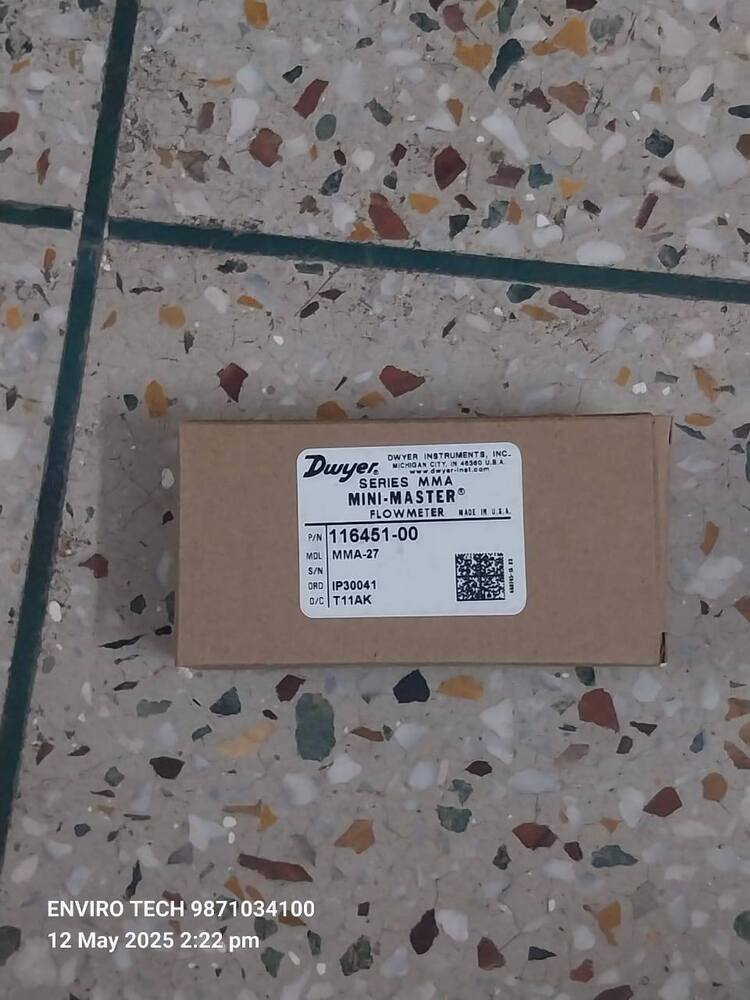 Dwyer®
DWYER INSTRUMENTS, INC.
MICHIGAN CITY, IN 46360 U.S.A.
www.dwyer-inst.com
SERIES MMA
MINI-MASTER®
FLOWMETER MADE IN U.S.A.
P/N 116451-00
MDL MMA-27
S/N
ORD IP30041
D/C T11AK
ENVIRO TECH 9871034100
12 May 2025 2:22 pm